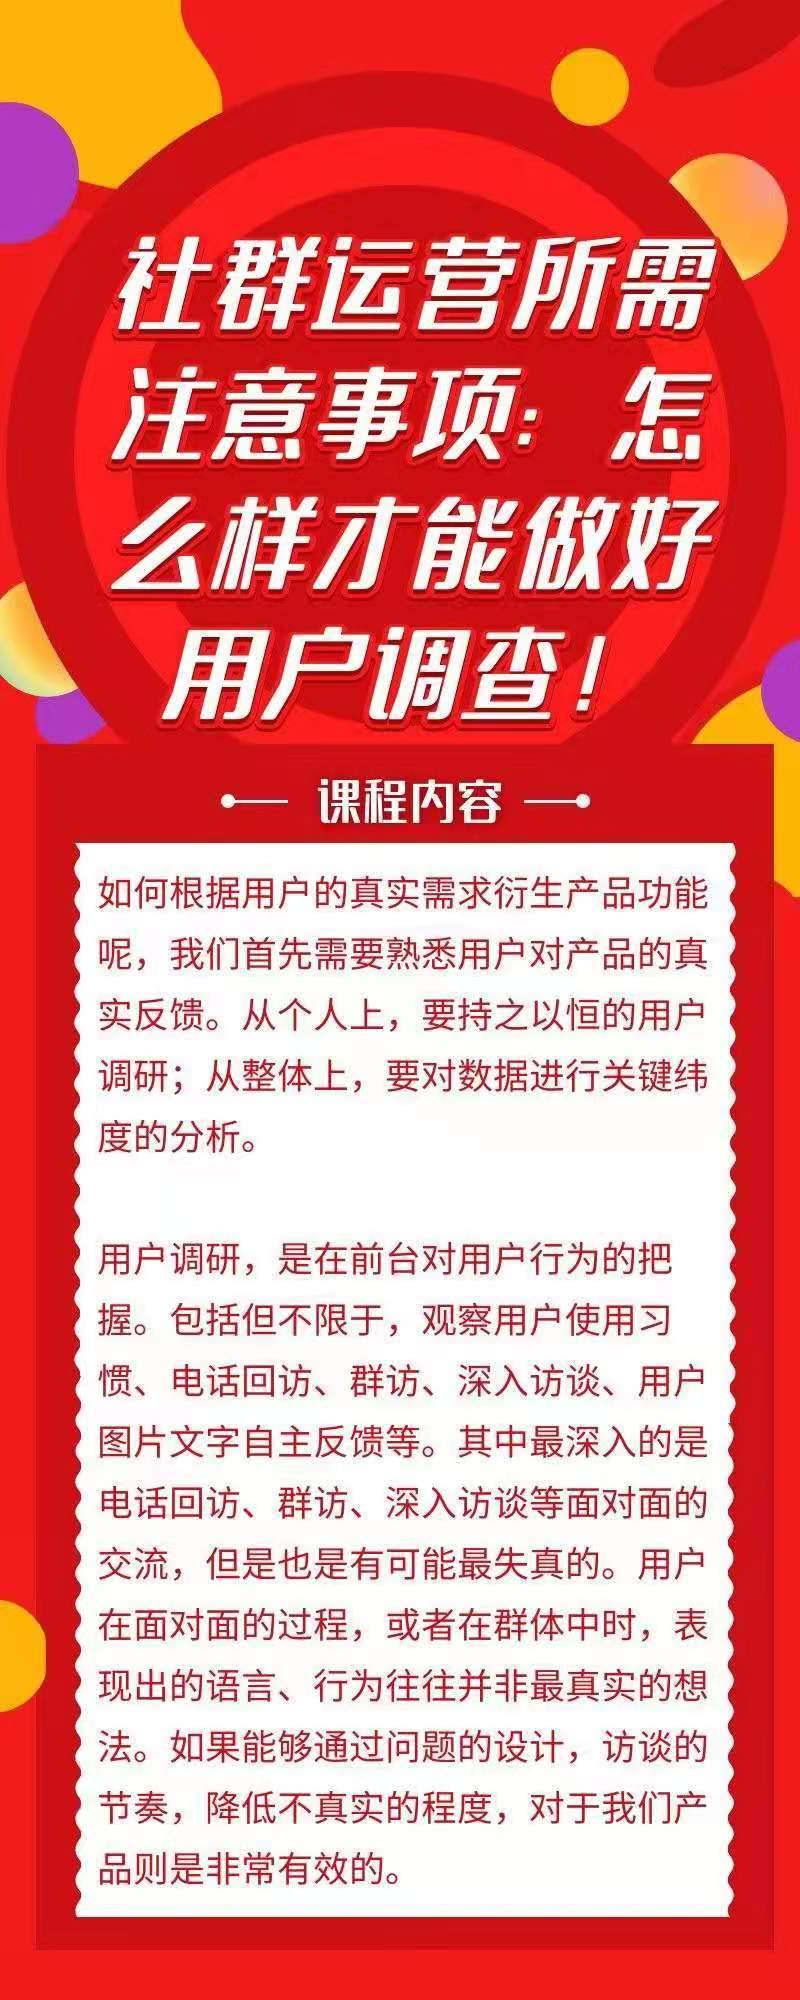 社群运营所需
注意事项：怎
么样才能做好
用户调查！
课程内容
如何根据用户的真实需求衍生产品功能
呢，我们首先需要熟悉用户对产品的真
实反馈。从个人上，要持之以恒的用户
调研；从整体上，要对数据进行关键纬
度的分析。
用户调研，是在前台对用户行为的把
握。包括但不限于，观察用户使用习
惯、电话回访、群访、深入访谈、用户
图片文字自主反馈等。其中最深入的是
电话回访、群访、深入访谈等面对面的
交流，但是也是有可能最失真的。用户
在面对面的过程，或者在群体中时，表
现出的语言、行为往往并非最真实的想
法。如果能够通过问题的设计，访谈的
节奏，降低不真实的程度，对于我们产
品则是非常有效的。